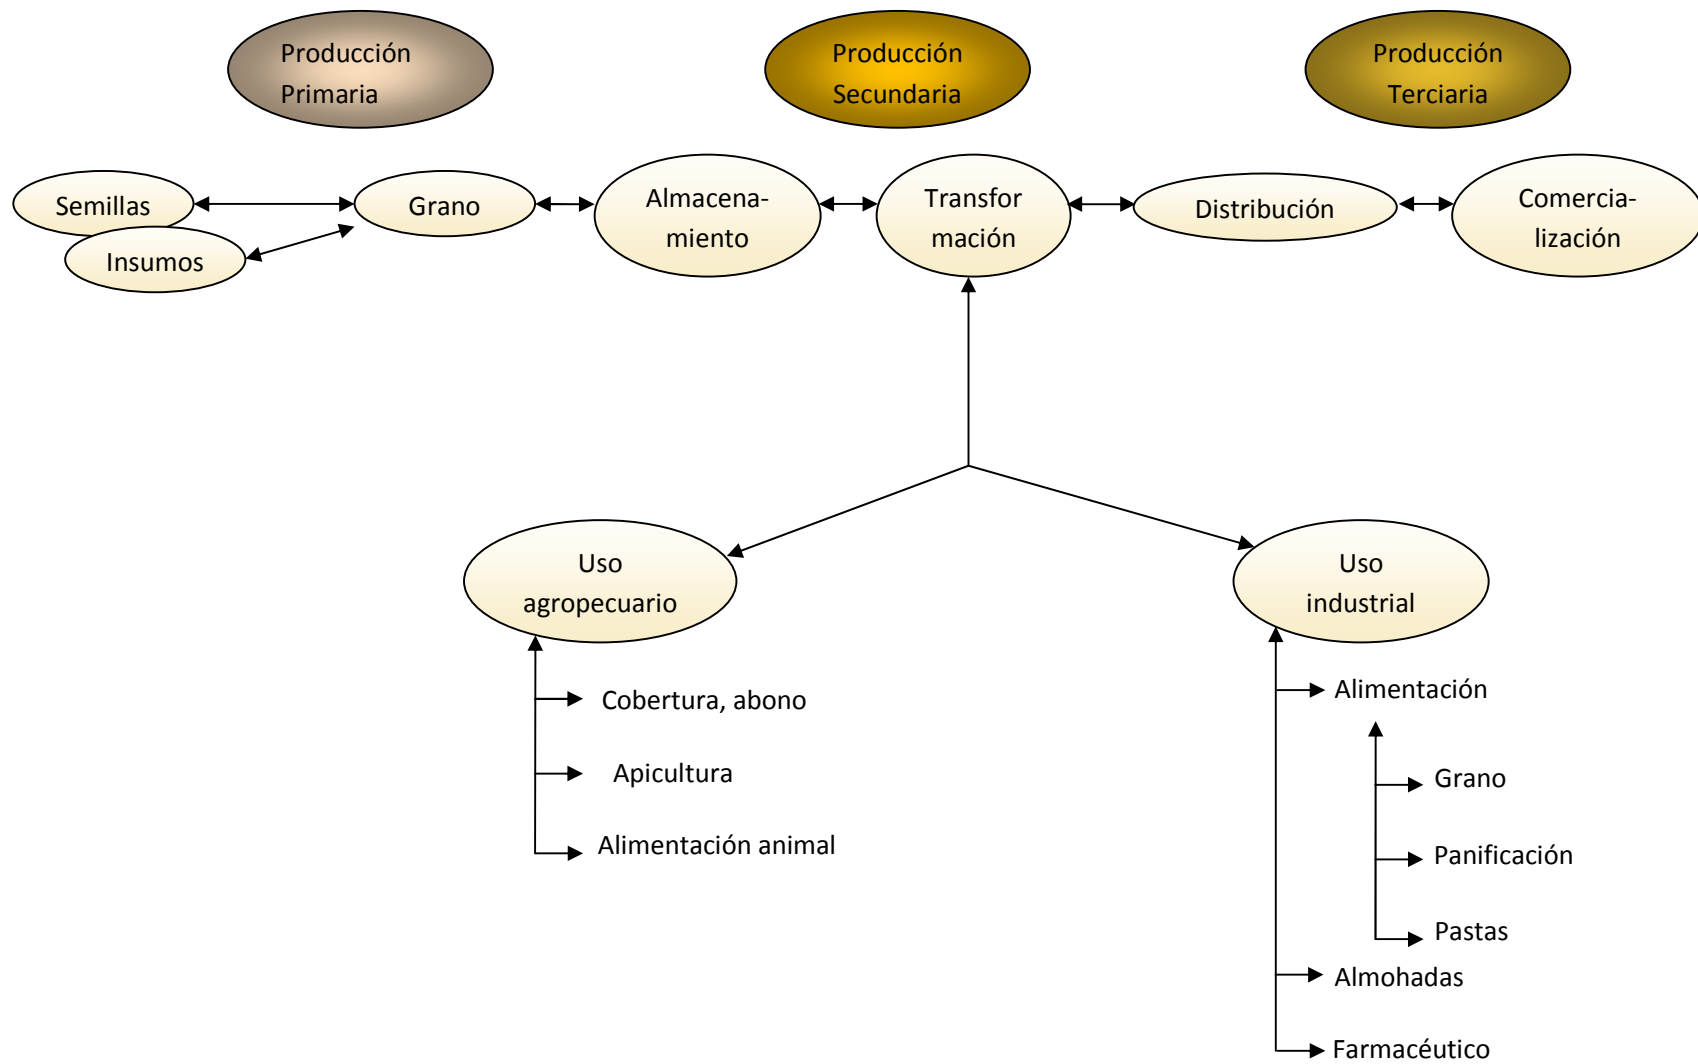 Producción
Primaria
Producción
Secundaria
Producción
Terciaria
Semillas
Insumos
Grano
Almacena-
miento
Transfor
mación
Distribución
Comercia-
lización
Uso
agropecuario
Cobertura, abono
Apicultura
Alimentación animal
Uso
industrial
Alimentación
Grano
Panificación
Pastas
Almohadas
Farmacéutico